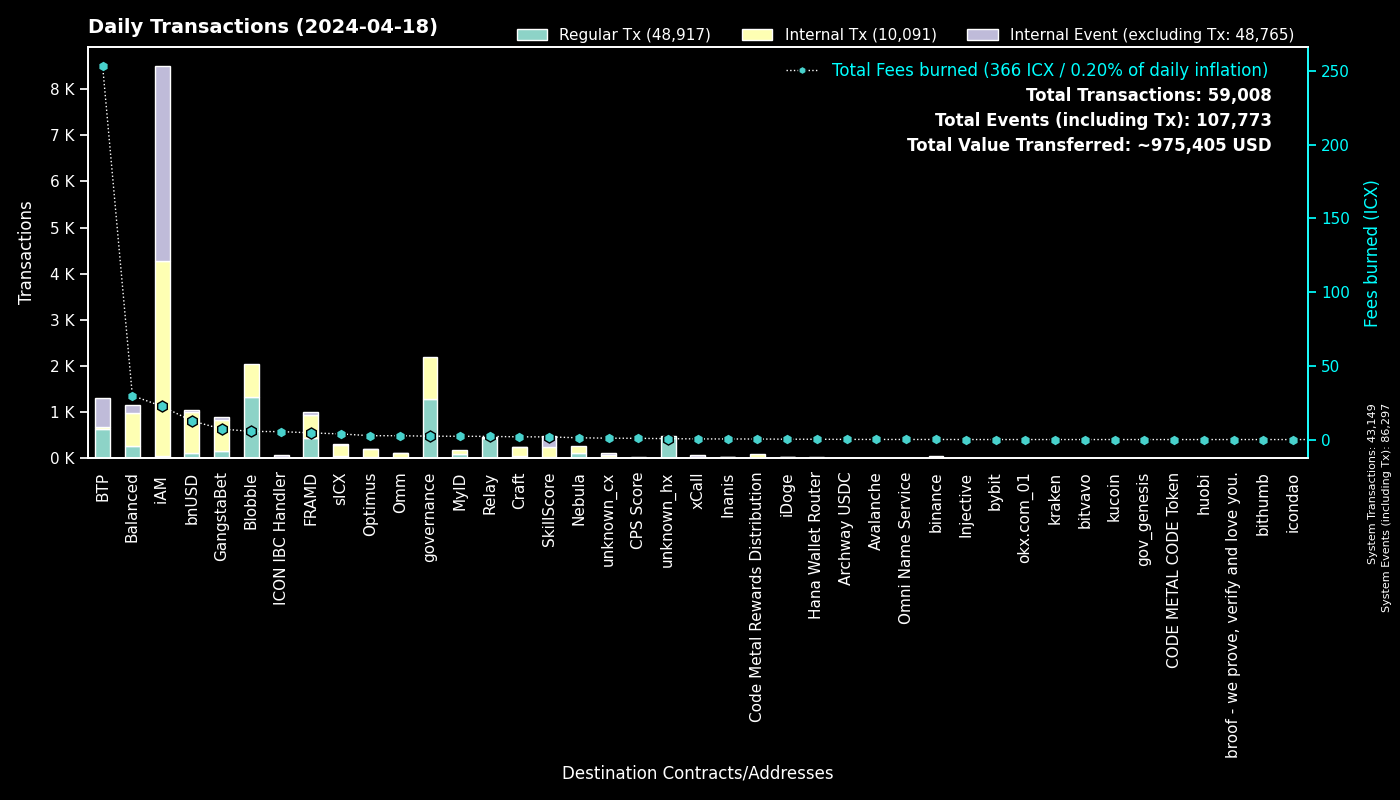 Daily Transactions (2024-04-18)
Regular Tx (48,917)
Internal Tx (10,091)
Internal Event (excluding Tx: 48,765)
Total Fees burned (366 ICX / 0.20% of daily inflation)
Total Transactions: 59,008
Total Events (including Tx): 107,773
Total Value Transferred: ~975,405 USD
Transactions
8 K
7 K
6 K
5 K
4 K
3 K
2 K
1 K
0 K
250
200
150
100
50
0
Fees burned (ICX)
System Transactions: 43,149
System Events (including Tx): 86,297
BTP
Balanced
iAM
bnUSD
GangstaBet
Blobble
ICON IBC Handler
FRAMD
sICX
Optimus
Omm
governance
MyID
Relay
Craft
SkillScore
Nebula
unknown_cx
CPS Score
unknown_hx
xCall
Inanis
Code Metal Rewards Distribution
iDoge
Hana Wallet Router
Archway USDC
Avalanche
Omni Name Service
binance
Injective
bybit
okx.com_01
kraken
bitvavo
kucoin
gov_genesis
CODE METAL CODE Token
huobi
broof - we prove, verify and love you.
bithumb
icondao
Destination Contracts/Addresses